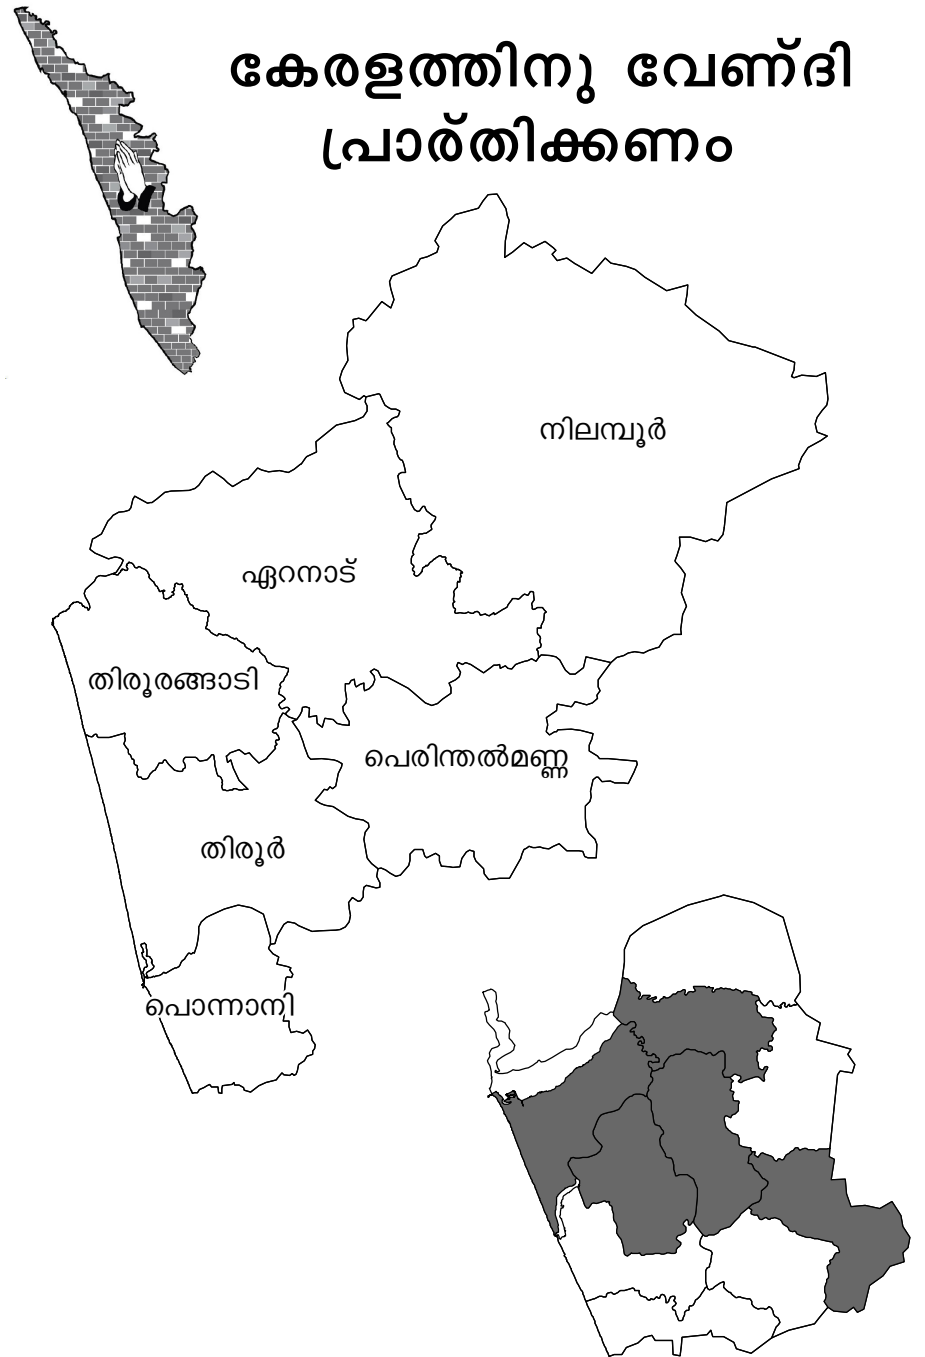 കേരളത്തിനു വേണ്‌ദി
പ്രാര്‌തിക്കണം
നിലമ്പൂർ
ഏറനാട്
തിരൂരങ്ങാടി
പെരിന്തൽമണ്ണ
തിരൂർ
പൊന്നാനി